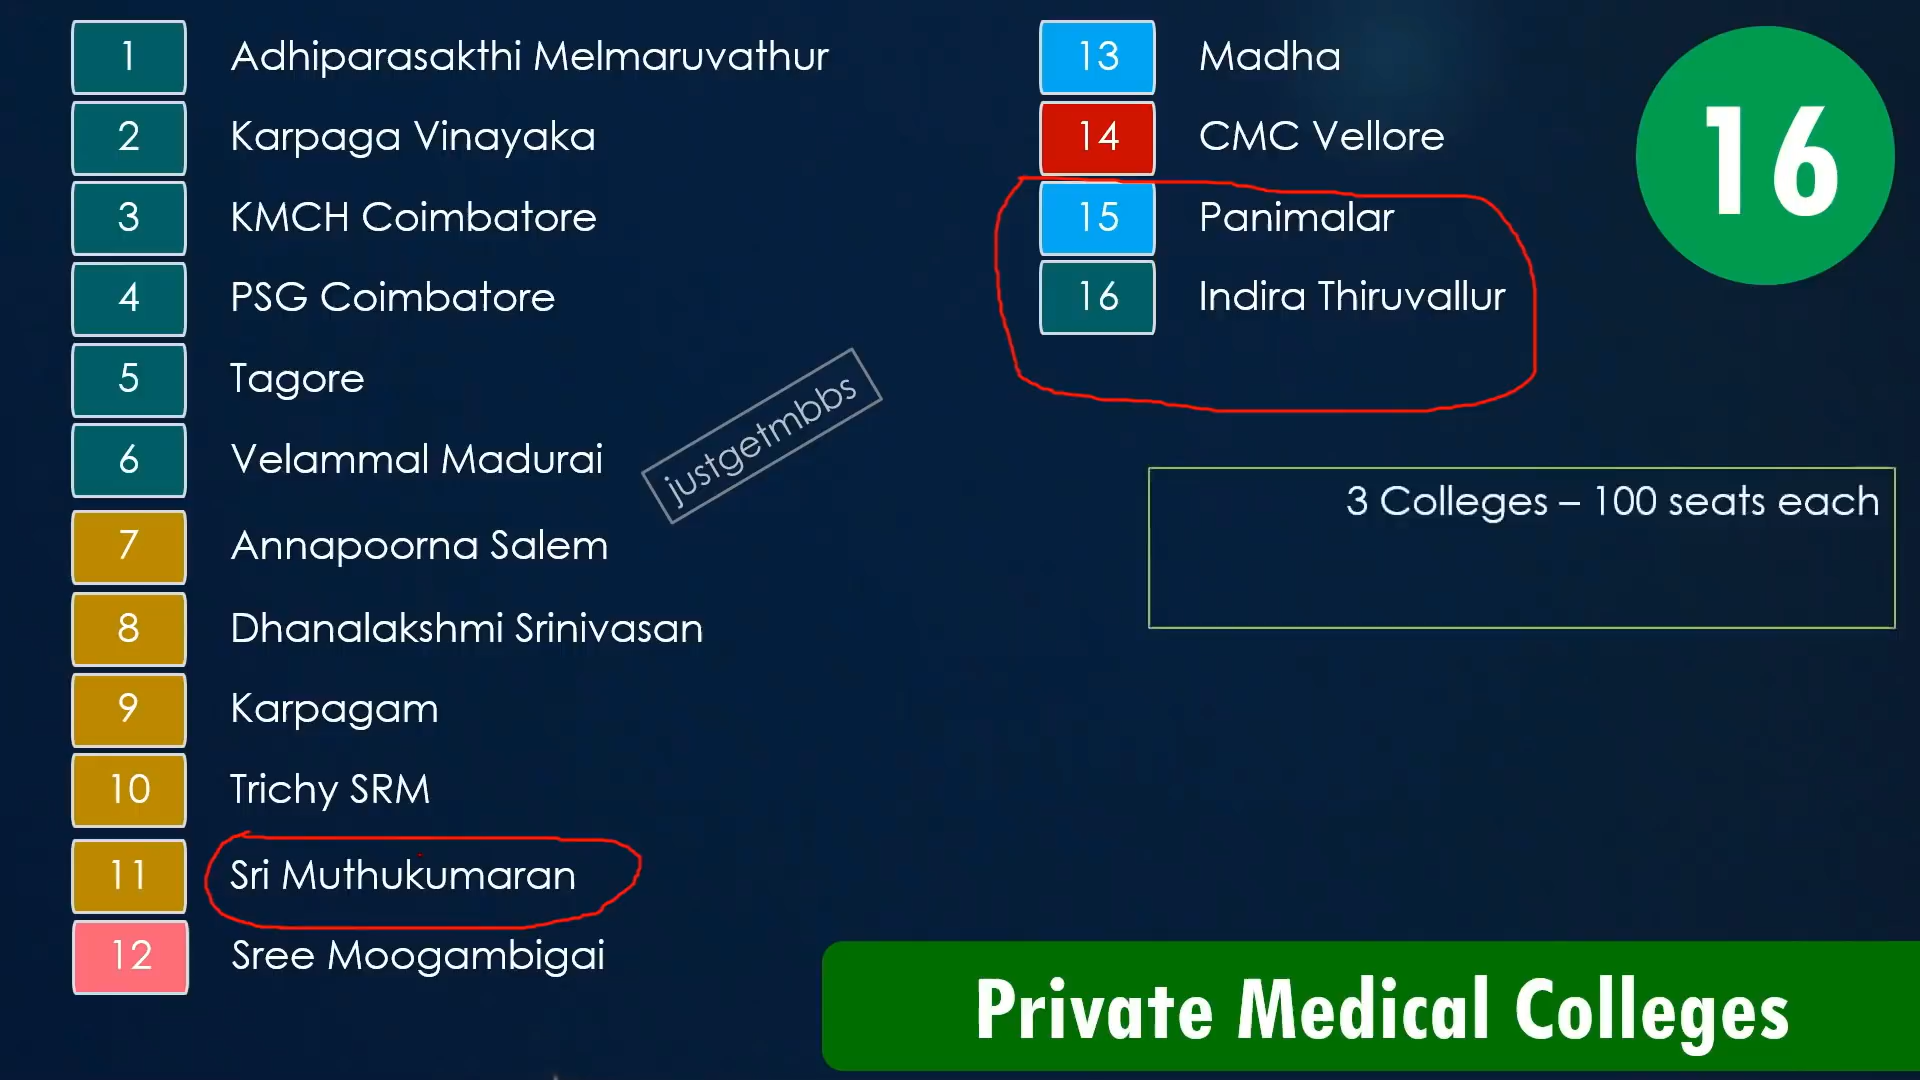 1 Adhiparasakthi Melmaruvathur
2 Karpaga Vinayaka
3 KMCH Coimbatore
4 PSG Coimbatore
5 Tagore
6 Velammal Madurai
7 Annapoorna Salem
8 Dhanalakshmi Srinivasan
9 Karpagam
10 Trichy SRM
11 Sri Muthukumaran
12 Sree Moogambigai
13 Madha
14 CMC Vellore
15 Panimalar
16 Indira Thiruvallur
16
justgetmbbs
3 Colleges – 100 seats each
Private Medical Colleges